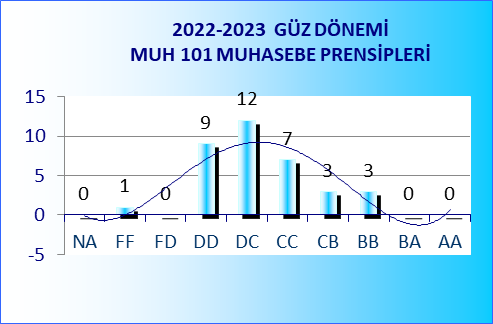 2022-2023 GÜZ DÖNEMİ
MUH 101 MUHASEBE PRENSİPLERİ
15
10
5
0
-5
0 1 0 9 12 7 3 3 0 0
NA FF FD DD DC CC CB BB BA AA